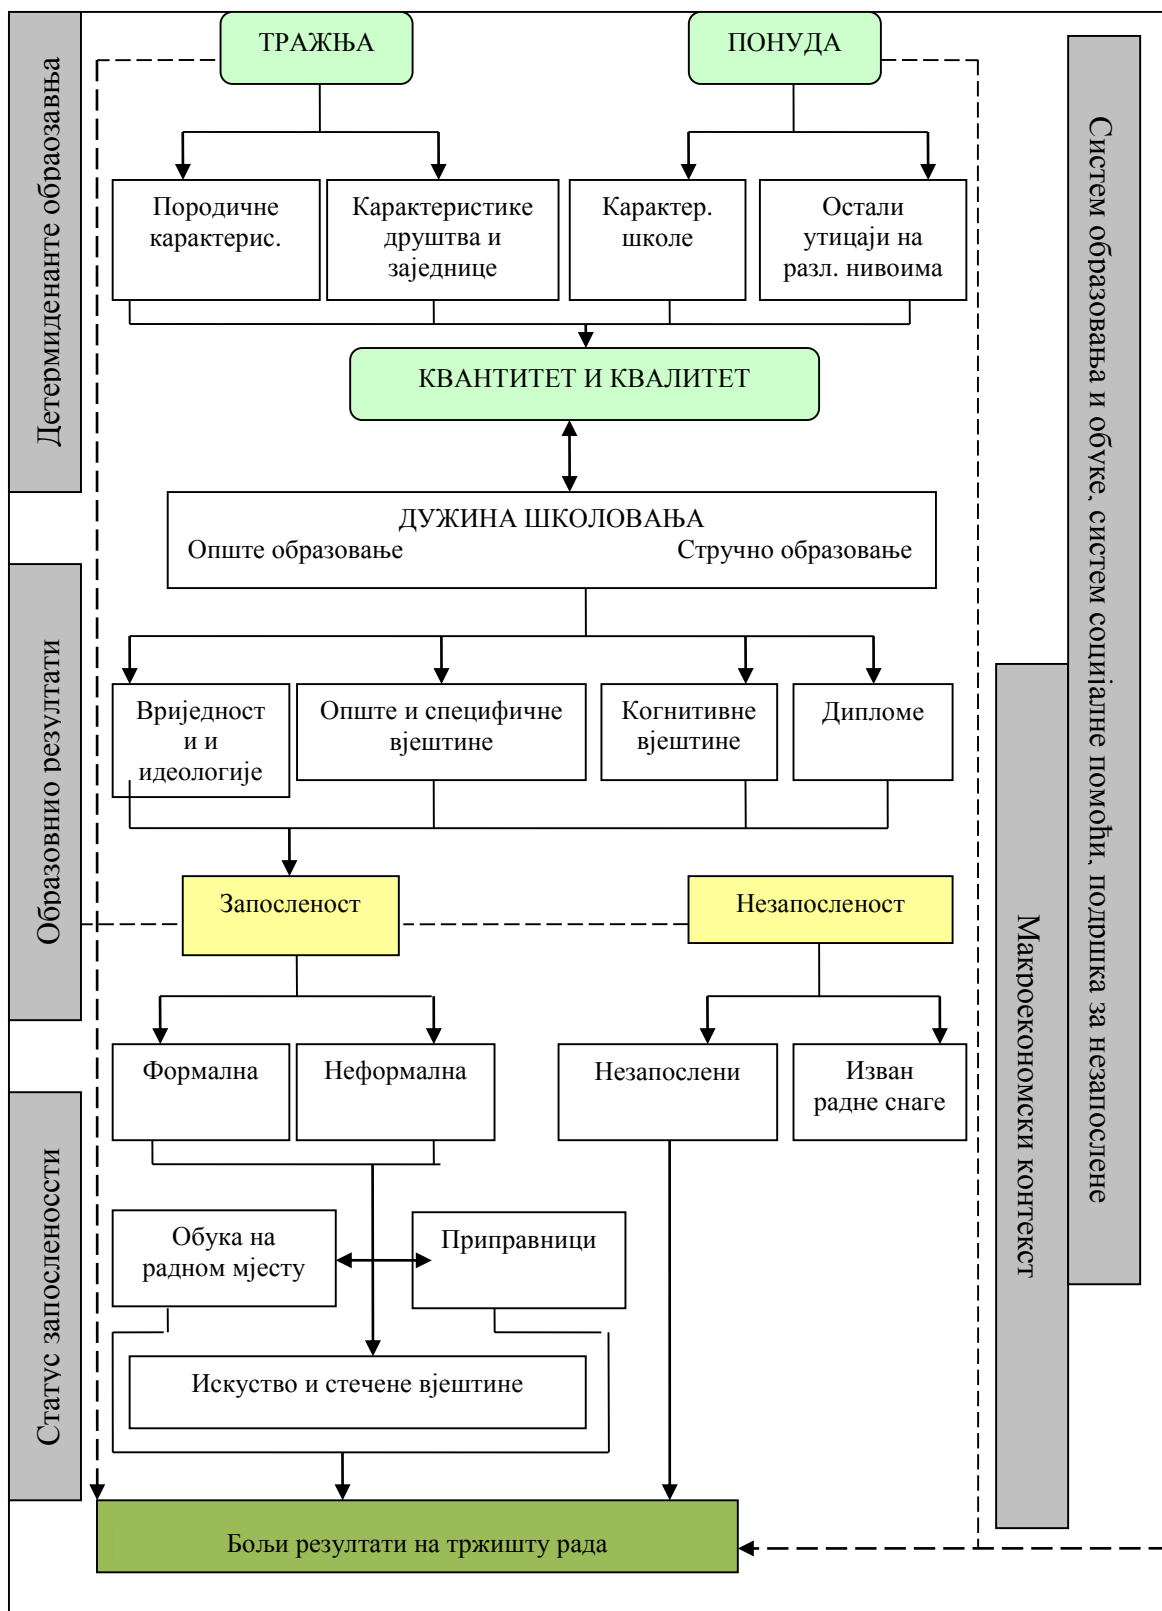 ТРАЖЊА
ПОНУДА
Детермиденанте обраозавња
Породичне
карактерис.
Карактеристике
друштва и
заједнице
Карактер.
школе
Остали
утицаји на
разл. нивоима
КВАНТИТЕТ И КВАЛИТЕТ
ДУЖИНА ШКОЛОВАЊА
Опште образовање Стручно образовање
Образовнио резултати
Вриједност
и и
идеологије
Опште и специфичне
вјештине
Когнитивне
вјештине
Дипломе
Запосленост
Незапосленост
Формална
Неформална
Незапослени
Изван
радне снаге
Статус запослености
Обука на
радном мјесту
Приправници
Искуство и стечене вјештине
Бољи резултати на тржишту рада
Макроекономски контекст
Систем образовања и обуке, систем социјалне помоћи, подршка за незапослене